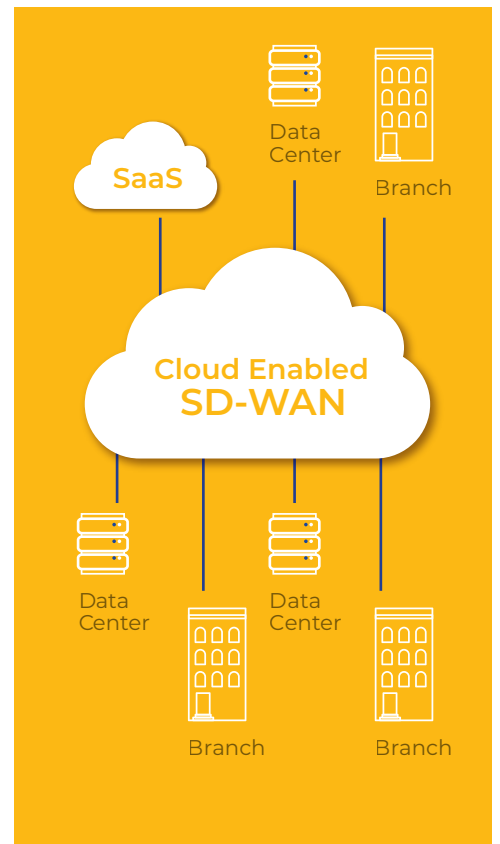 Data
Center
SaaS
Branch
Cloud Enabled
SD-WAN
Data
Center
Data
Center
Branch
Branch